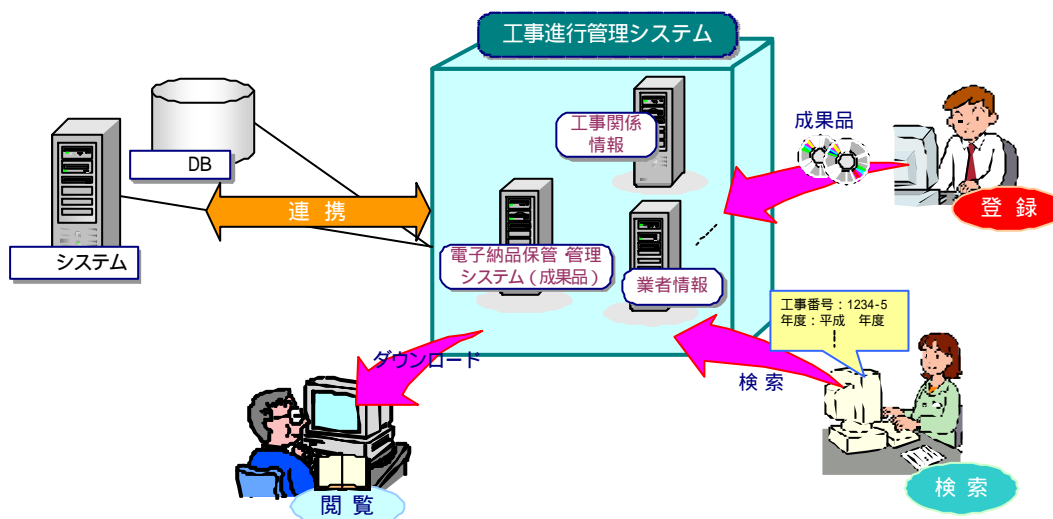 工事進行管理システム
工事関係
情報
成果品
DB
連携
登録
システム
電子納品保管 管理
システム（成果品）
業者情報
工事番号：1234-5
年度：平成　年度
ダウンロード
検索
検索
閲覧